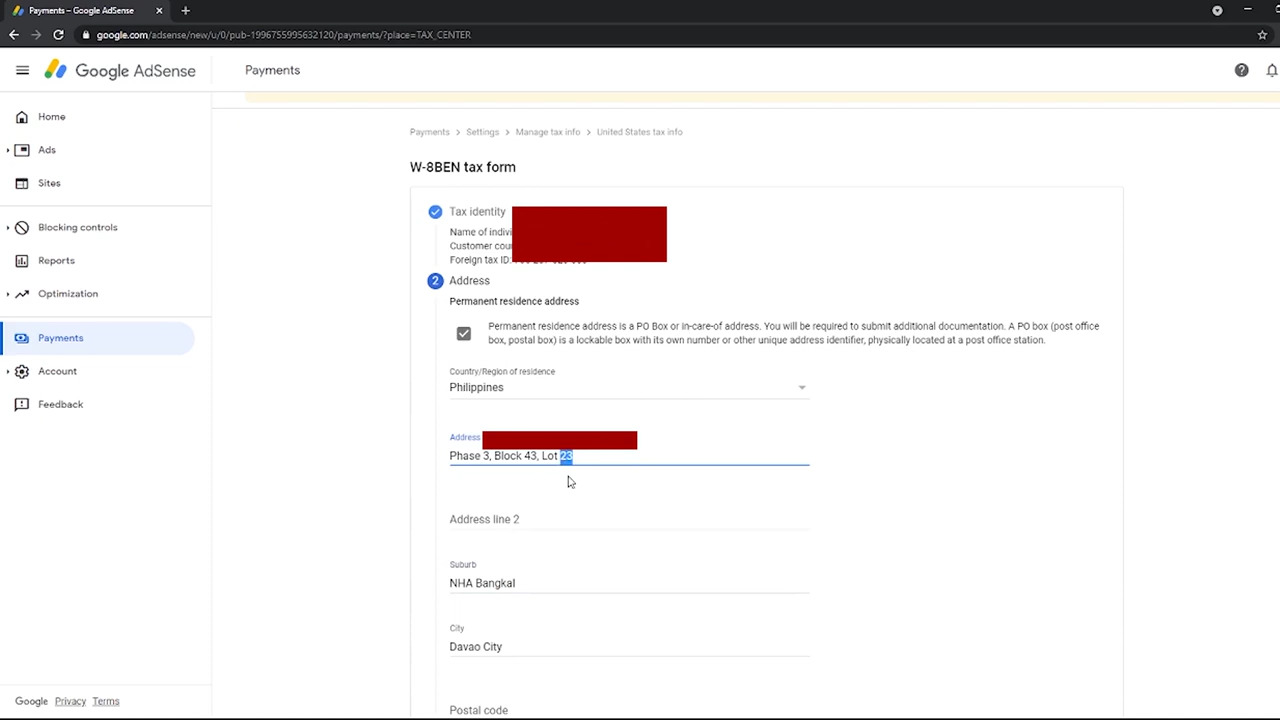 Payments – Google AdSense
google.com/adsense/new/u/0/pub-1996755995632120/payments/?place=TAX_CENTER
Google AdSense
Payments
Home
Ads
Sites
Blocking controls
Reports
Optimization
Payments
Account
Feedback
Google Privacy Terms
Payments > Settings > Manage tax info > United States tax info
W-8BEN tax form
Tax identity
Name of indivi
Customer cou
Foreign tax ID:
2 Address
Permanent residence address
Permanent residence address is a PO Box or in-care-of address. You will be required to submit additional documentation. A PO box (post office
box, postal box) is a lockable box with its own number or other unique address identifier, physically located at a post office station.
Country/Region of residence
Philippines
Address
Phase 3, Block 43, Lot 23
Address line 2
Suburb
NHA Bangkal
City
Davao City
Postal code